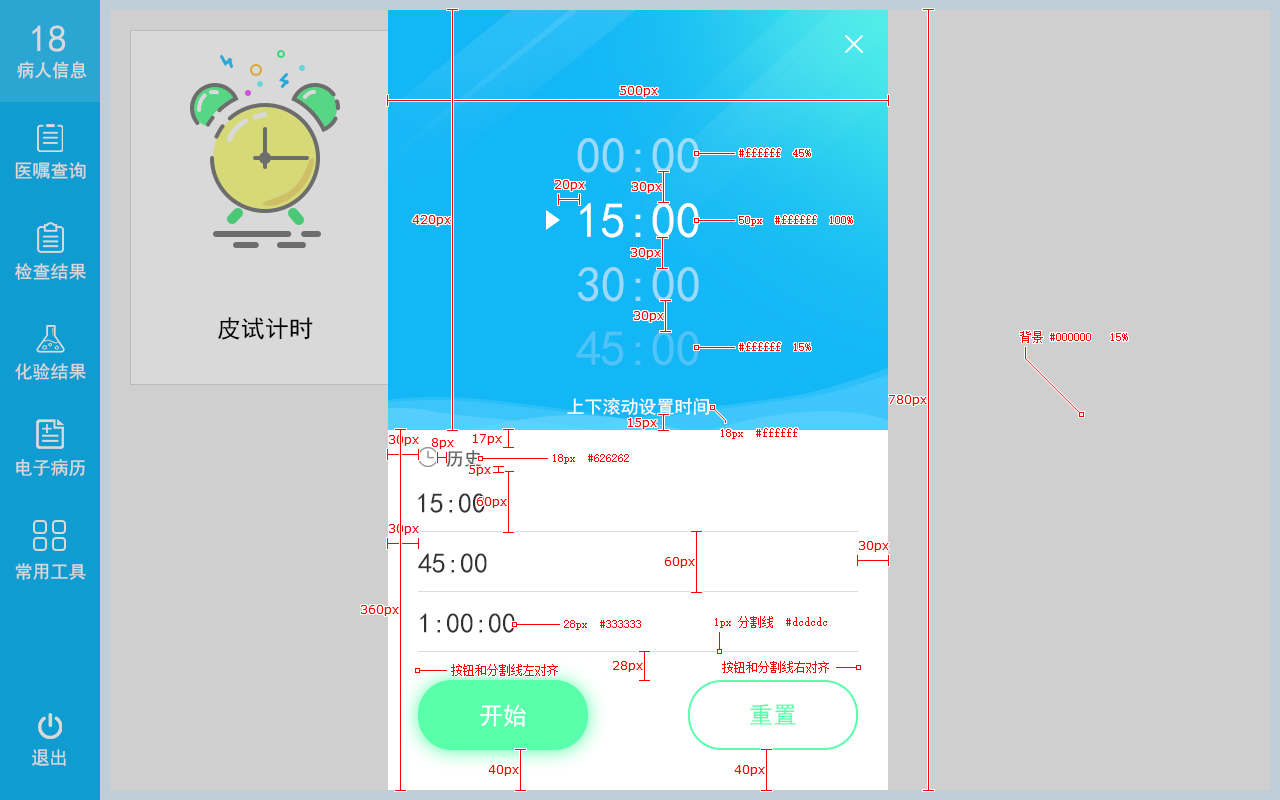 18
病人信息
医嘱查询
检查结果
化验结果
电子病历
常用工具
退出
皮试计时
500px
00:00
#ffffff 45%
20px
30px
420px
15:00
50px #ffffff 100%
30px
30:00
30px
45:00
#ffffff 15%
上下滚动设置时间
15px
18px #ffffff
780px
背景 #000000 15%
30px
8px
17px
历史
18px #626262
5px
15:00
60px
30px
45:00
60px
30px
360px
1:00:00
28px #333333
1px 分割线 #dcdcdc
按钮和分割线左对齐
28px
按钮和分割线右对齐
开始
重置
40px
40px